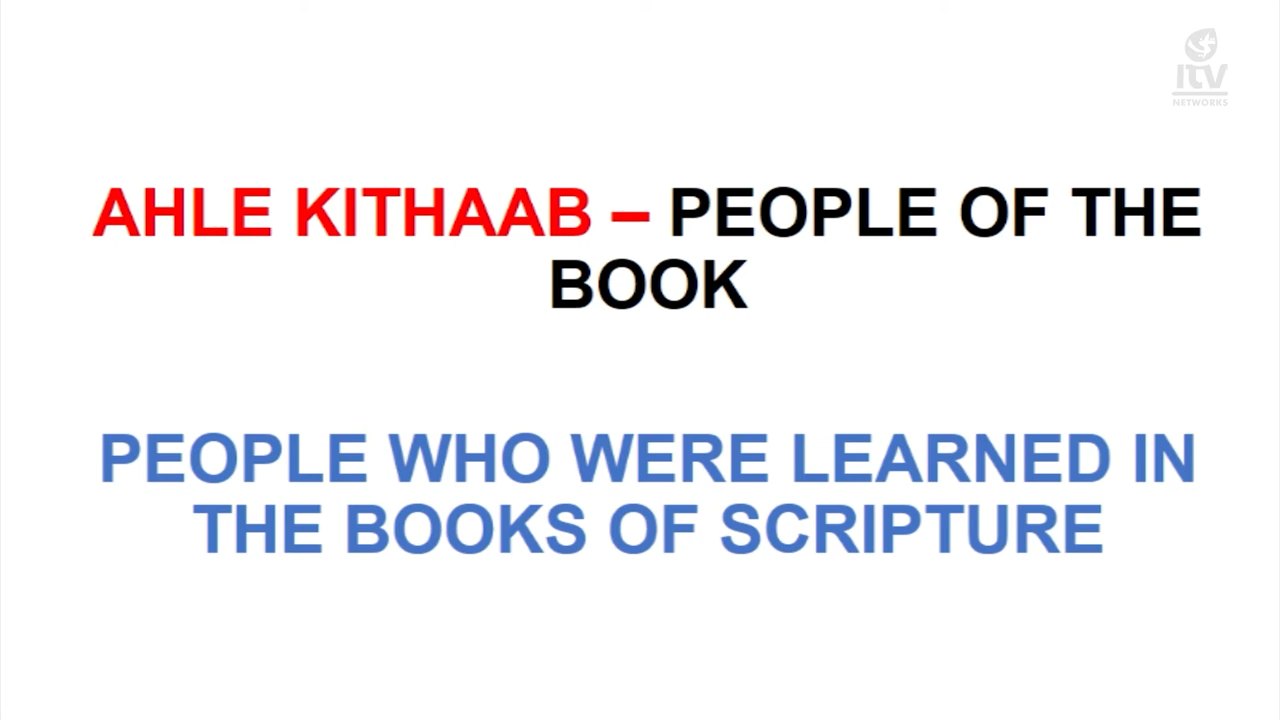 ITV
NETWORKS
AHLE KITHAAB – PEOPLE OF THE
BOOK
PEOPLE WHO WERE LEARNED IN
THE BOOKS OF SCRIPTURE